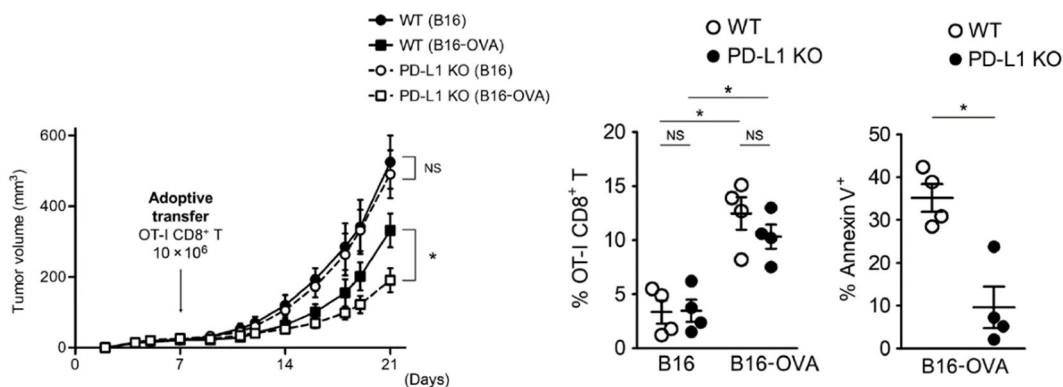 WT (B16)
WT (B16-OVA)
PD-L1 KO (B16)
PD-L1 KO (B16-OVA)
Tumor volume (mm³)
600
400
200
0
Adoptive
transfer
OT-I CD8⁺ T
10 × 10⁶
NS
*
0
7
14
21
(Days)
WT
PD-L1 KO
*
*
NS
NS
% OT-I CD8⁺ T
20
15
10
5
0
B16
B16-OVA
WT
PD-L1 KO
*
% Annexin V⁺
50
40
30
20
10
0
B16-OVA